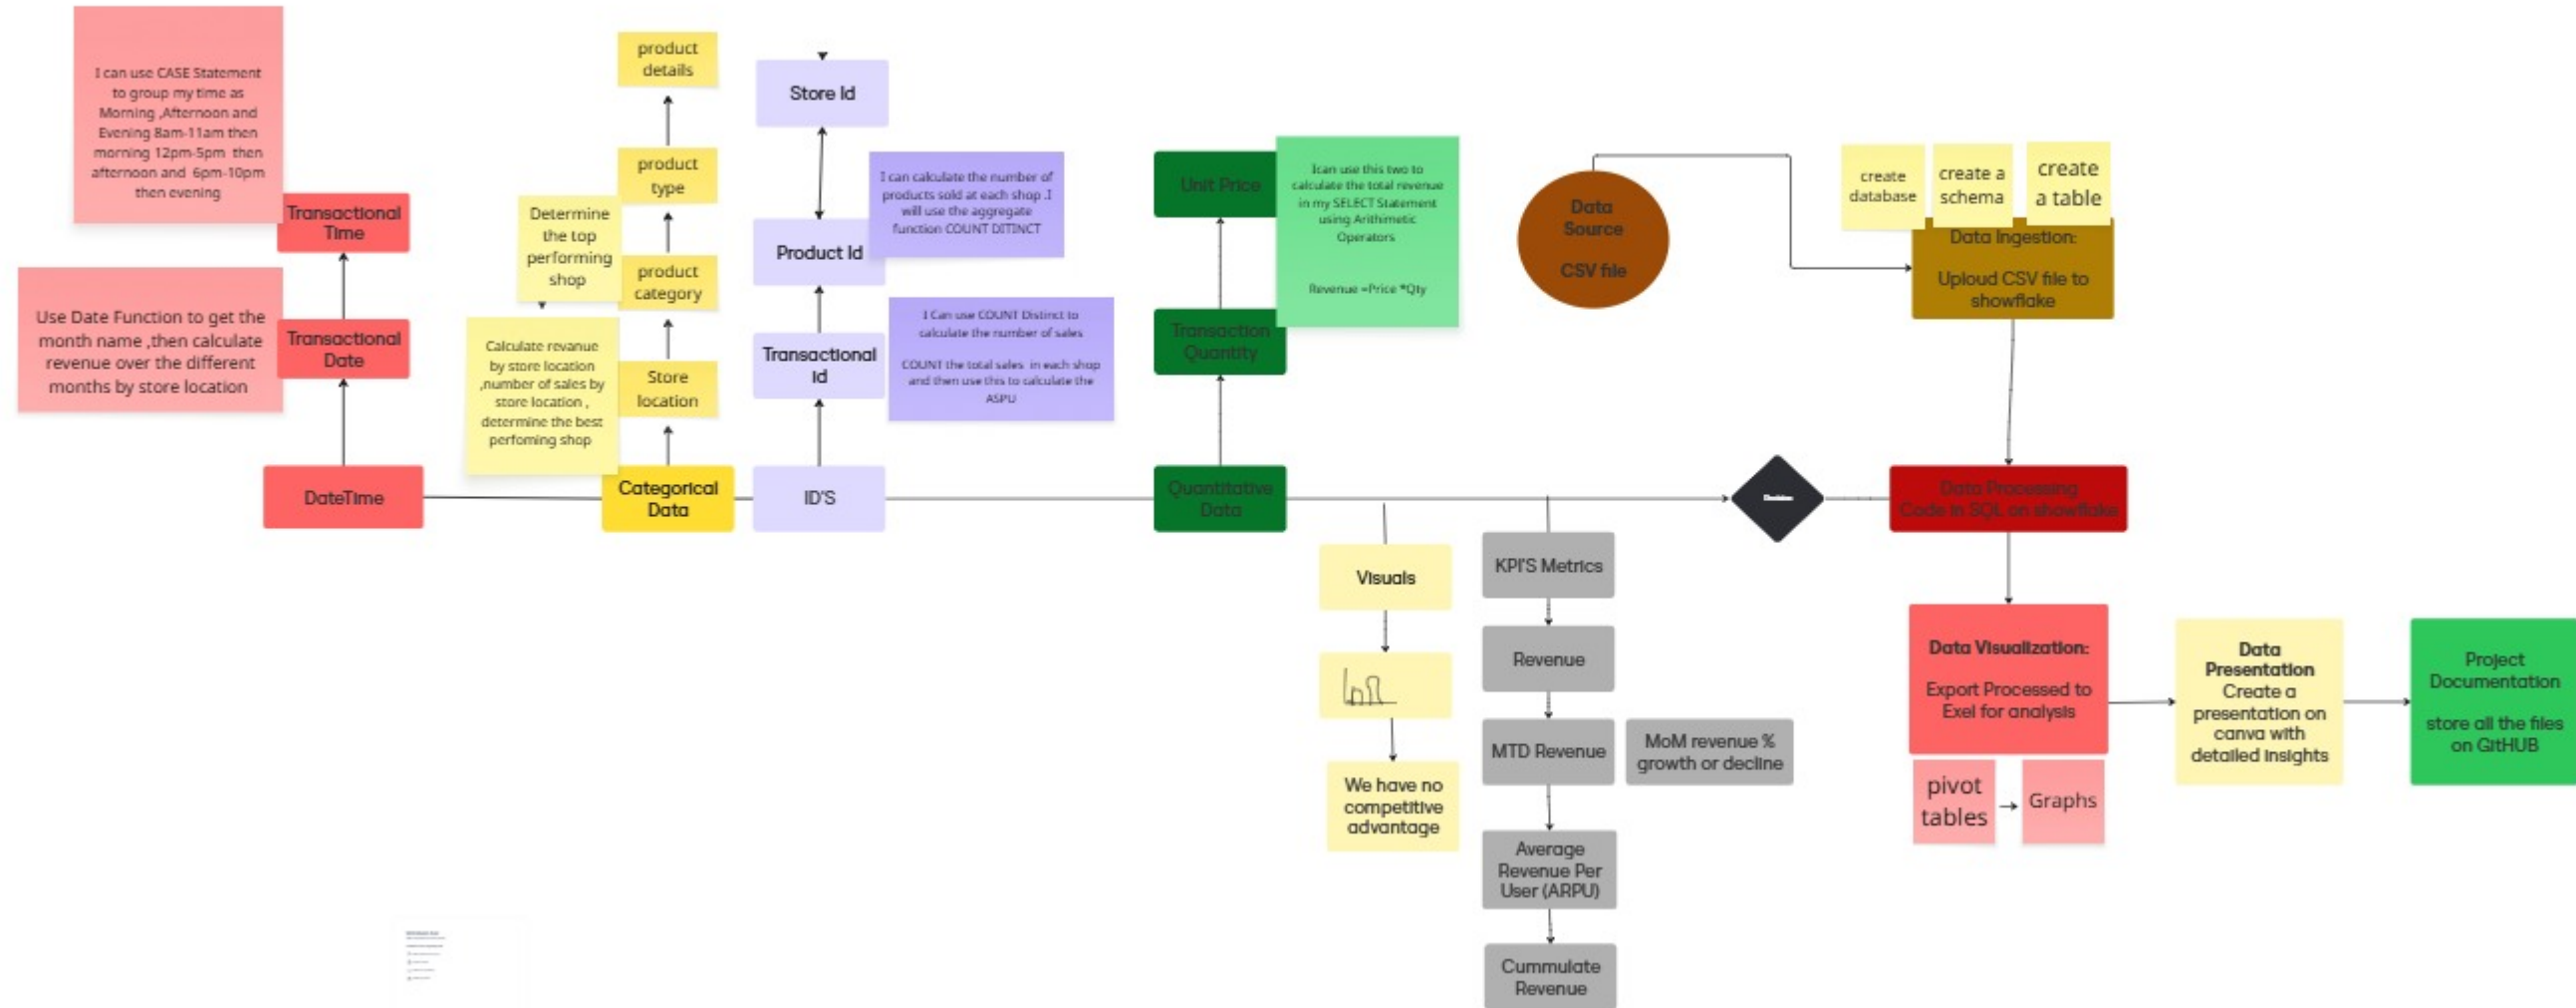 I can use CASE Statement
to group my time as
Morning ,Afternoon and
Evening 8am-11am then
morning 12pm-5pm then
afternoon and 6pm-10pm
then evening
Transactional
Time
Use Date Function to get the
month name ,then calculate
revenue over the different
months by store location
Transactional
Date
DateTime
product
details
product
type
Determine
the top
performing
shop
product
category
Calculate revanue
by store location
,number of sales by
store location ,
determine the best
perfoming shop
Store
location
Categorical
Data
Store Id
I can calculate the number of
products sold at each shop .I
will use the aggregate
function COUNT DITINCT
Product Id
I Can use COUNT Distinct to
calculate the number of sales
COUNT the total sales in each shop
and then use this to calculate the
ASPU
Transactional
Id
ID'S
Unit Price
Ican use this two to
calculate the total revenue
in my SELECT Statement
using Arithimetic
Operators
Revenue =Price *Qty
Transaction
Quantity
Quantitative
Data
Visuals
We have no
competitive
advantage
KPI'S Metrics
Revenue
MTD Revenue
MoM revenue %
growth or decline
Average
Revenue Per
User (ARPU)
Cummulate
Revenue
Data
Source
CSV file
create
database
create a
schema
create
a table
Data Ingestion:
Uplould CSV file to
showflake
Data Processing
Code in SQL on showflake
Data Visualization:
Export Processed to
Exel for analysis
pivot
tables
Graphs
Data
Presentation
Create a
presentation on
canva with
detailed insights
Project
Documentation
store all the files
on GitHUB